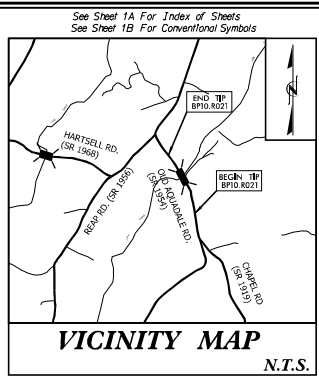 See Sheet 1A For Index of Sheets
See Sheet 1B For Conventional Symbols
END TIP
BP10.R021
HARTSELL RD.
(SR 1968)
REAP RD. (SR 1956)
OLD AQUADALE RD.
(SR 1954)
BEGIN TIP
BP10.R021
CHAPEL RD
(SR 1919)
VICINITY MAP
N.T.S.